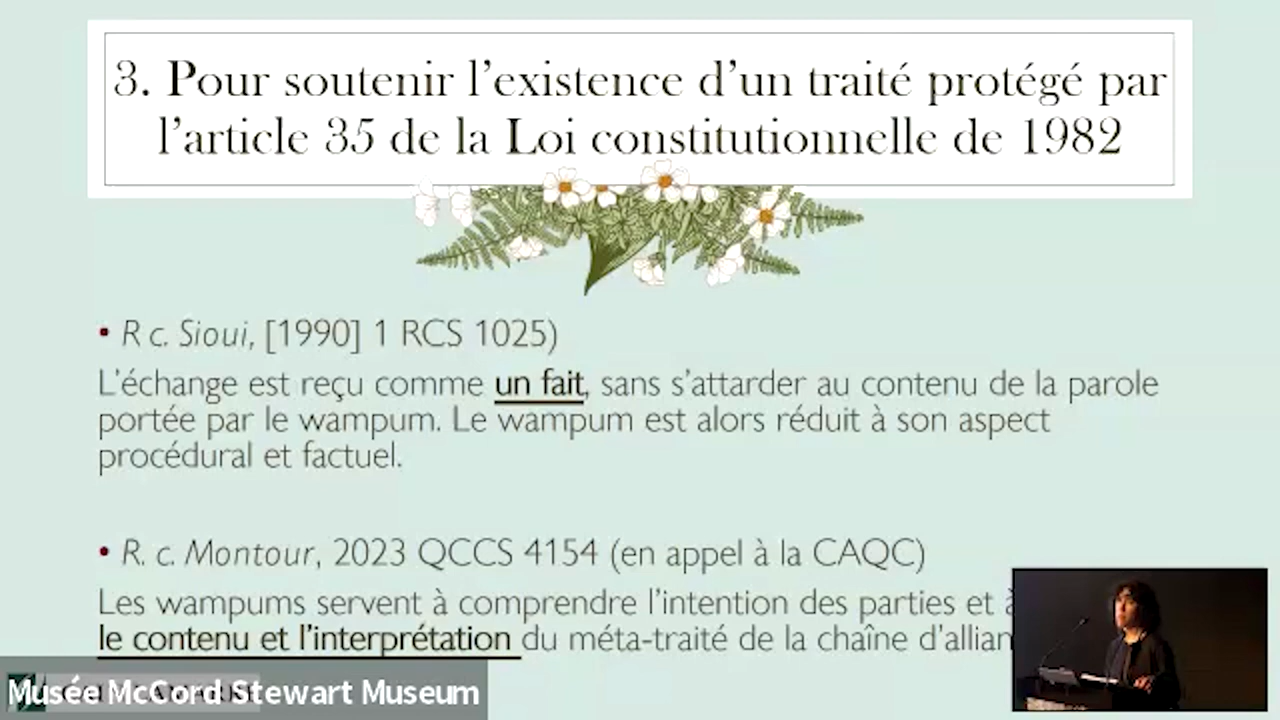 3. Pour soutenir l’existence d’un traité protégé par
l’article 35 de la Loi constitutionnelle de 1982
• R c. Sioui, [1990] 1 RCS 1025)
L’échange est reçu comme un fait, sans s’attarder au contenu de la parole
portée par le wampum. Le wampum est alors réduit à son aspect
procédural et factuel.
• R. c. Montour, 2023 QCCS 4154 (en appel à la CAQC)
Les wampums servent à comprendre l’intention des parties et
le contenu et l’interprétation du méta-traité de la chaîne
Musée McCord Stewart Museum